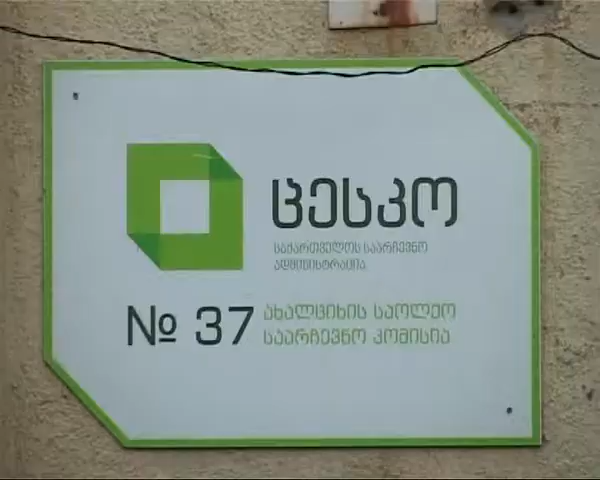 ცესკო
საქართველოს საარჩევნო
ადმინისტრაცია
№ 37
ახალციხის საოლქო
საარჩევნო კომისია